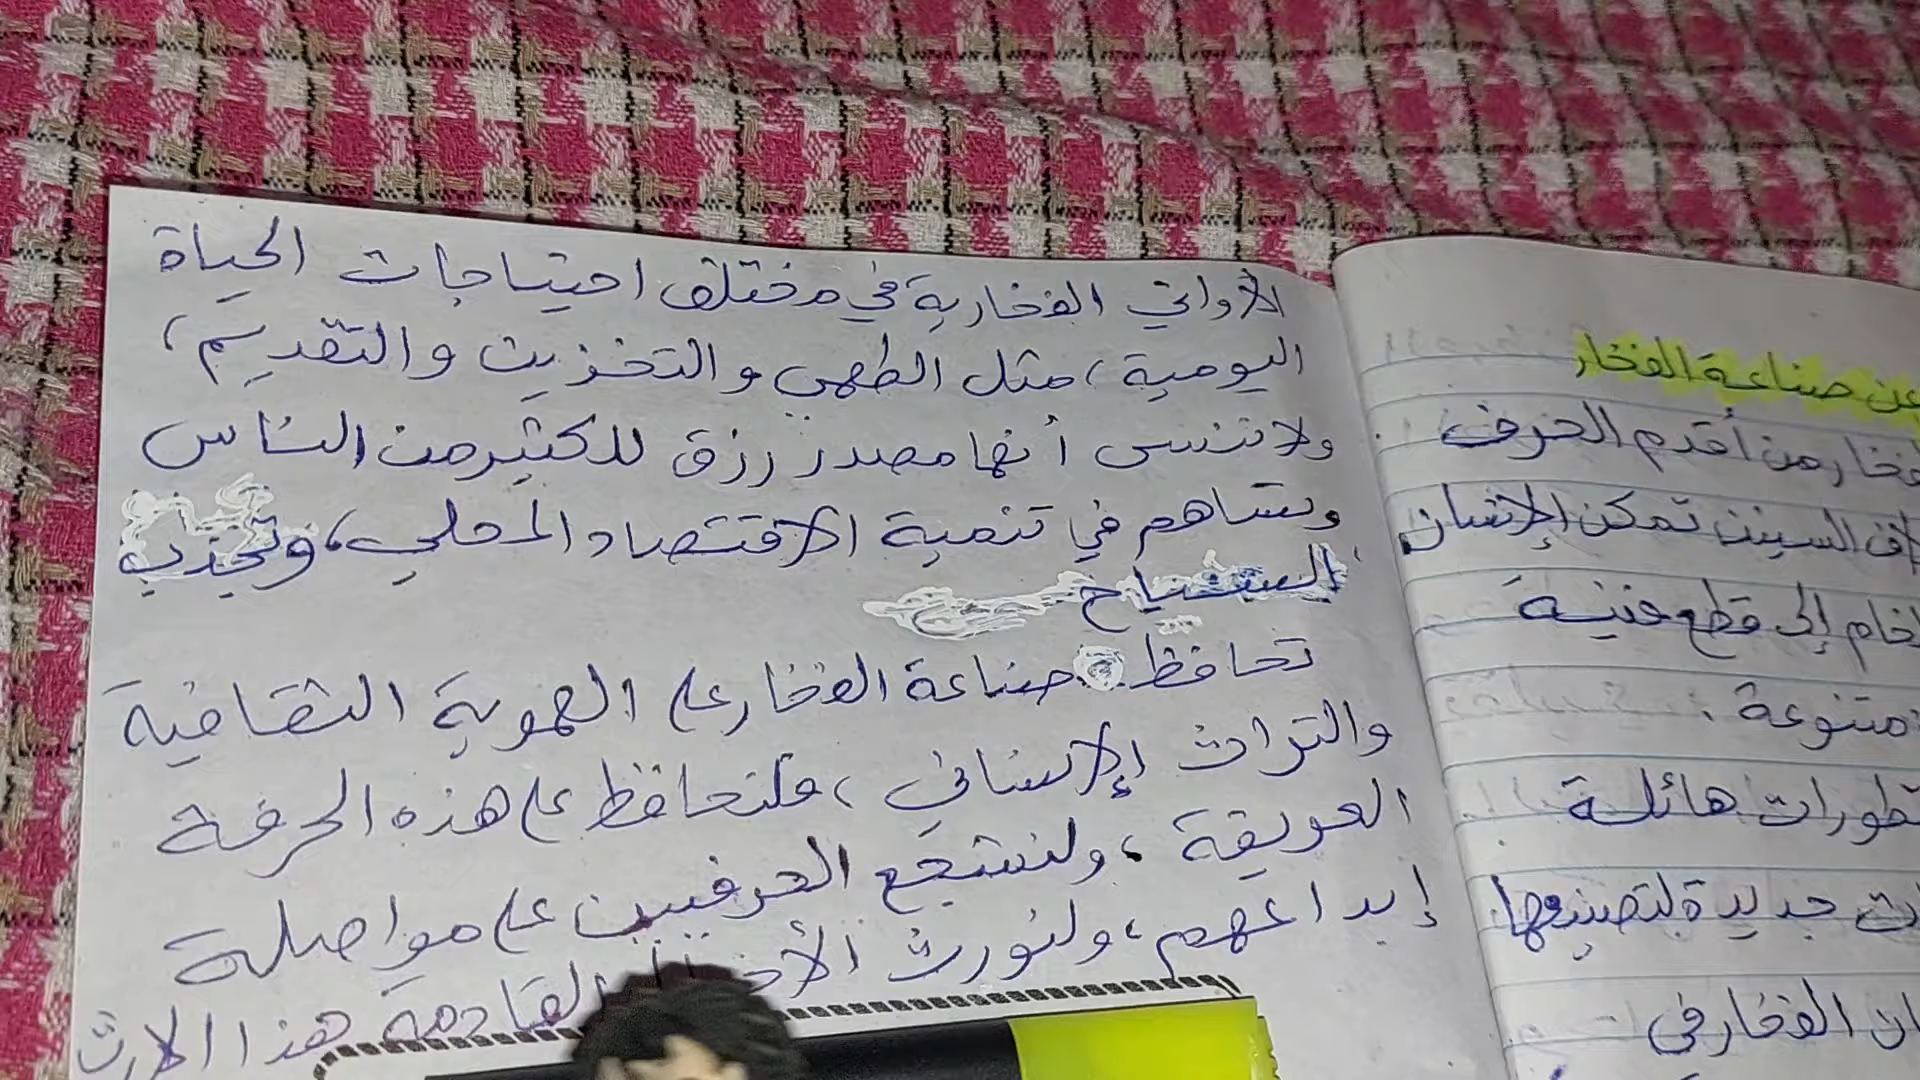 عن صناعة الفخار
من أقدم الحرف
السنين تمكن الإنسان
إلى قطع فنية
متنوعة.
تطورات هائلة
جديدة لتصنيعها
الفخار في
الأواني الفخارية في مختلف احتياجات الحياة
اليومية، مثل الطهي والتخزين والتقديم،
ولا ننسى أنها مصدر رزق للكثير من الناس
وتساهم في تنمية الاقتصاد المحلي، وتجذب
السياح
تحافظ صناعة الفخار على الهوية الثقافية
والتراث الإنساني، فلنحافظ على هذه الحرفة
العريقة، ولنشجع الحرفيين على مواصلة
إبداعهم، ولنورث القادمة هذا الإرث